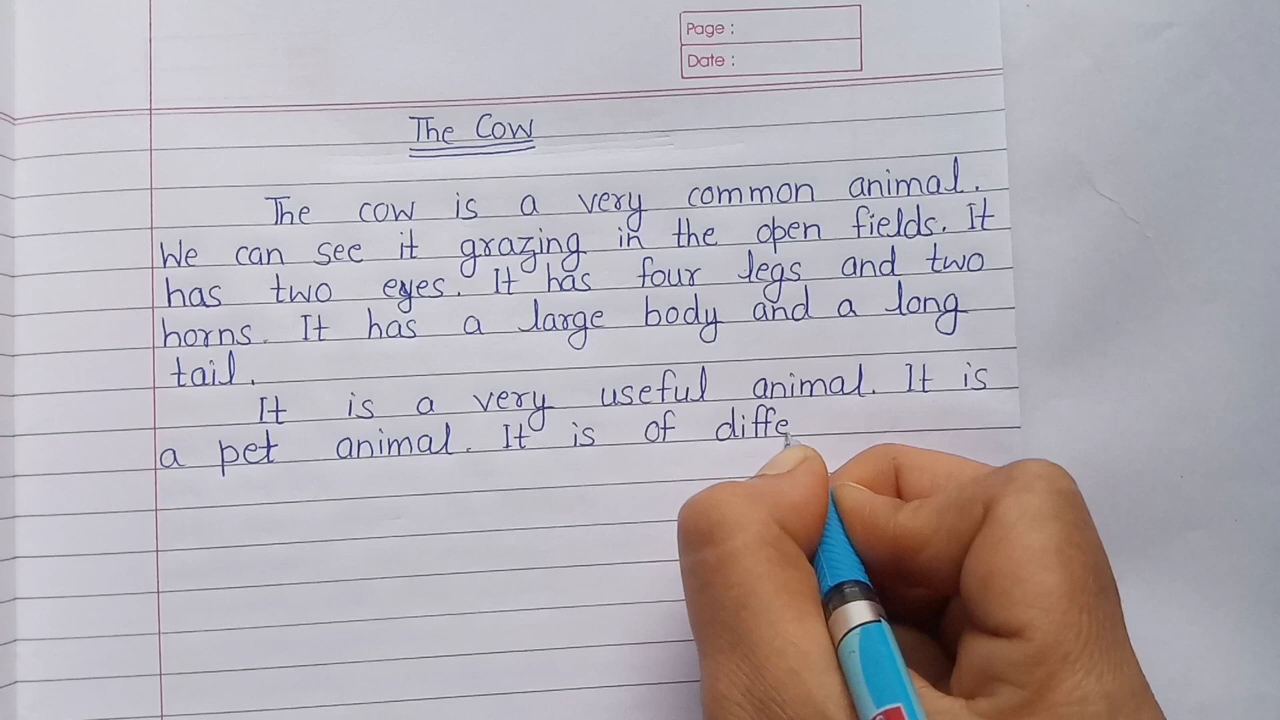 Page :
Date :
The Cow
The cow is a very common animal.
We can see it grazing in the open fields. It
has two eyes. It has four legs and two
horns. It has a large body and a long
tail.
It is a very useful animal. It is
a pet animal. It is of diffe